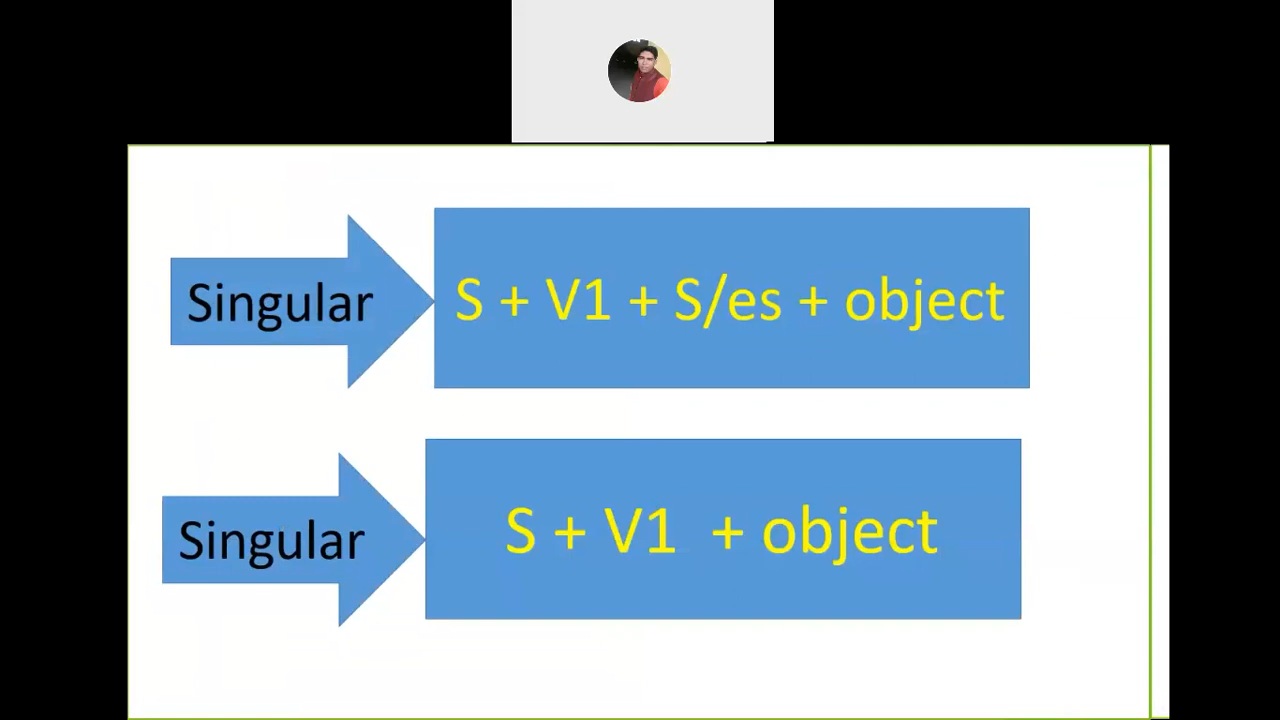 Singular
S + V1 + S/es + object
Singular
S + V1 + object